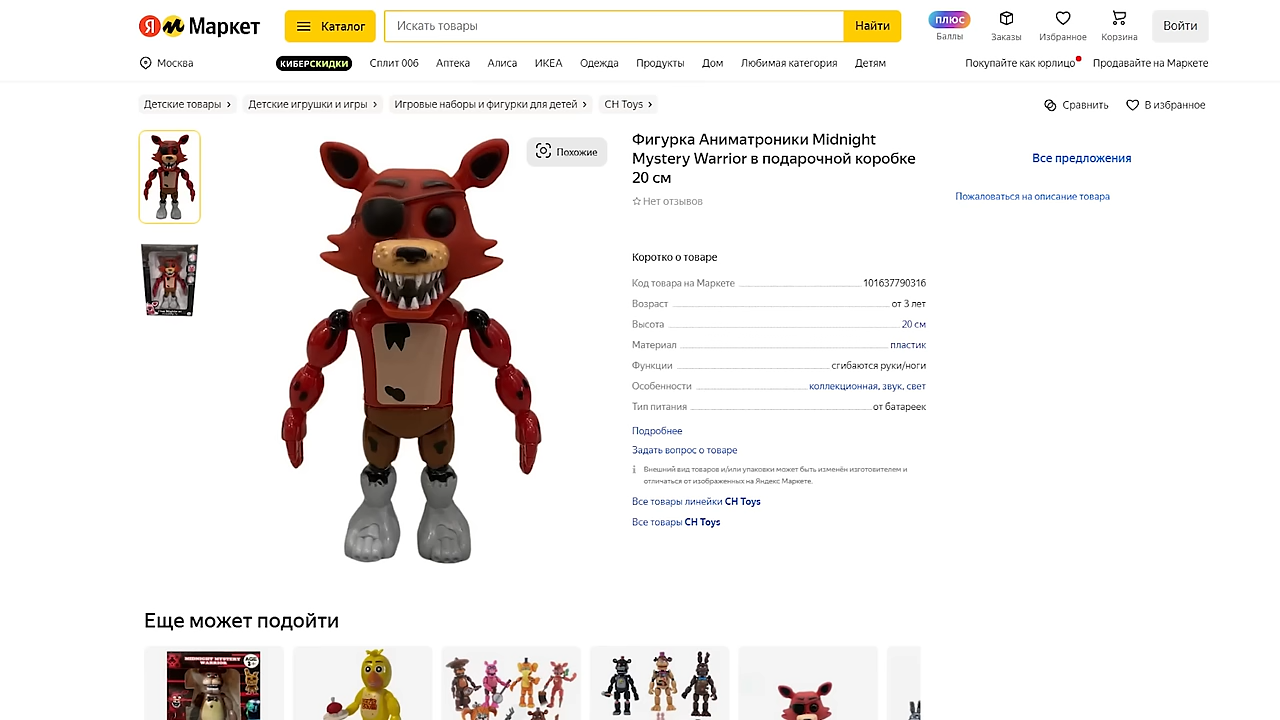 Я Маркет
Каталог
Искать товары
Найти
плюс
Баллы
Заказы
Избранное
Корзина
Войти
Москва
КИБЕРСКИДКИ
Сплит 006
Аптека
Алиса
ИКЕА
Одежда
Продукты
Дом
Любимая категория
Детям
Покупайте как юрлицо
Продавайте на Маркете
Детские товары
Детские игрушки и игры
Игровые наборы и фигурки для детей
CH Toys
Сравнить
В избранное
Похожие
Фигурка Аниматроники Midnight
Mystery Warrior в подарочной коробке
20 см
Нет отзывов
Все предложения
Пожаловаться на описание товара
Коротко о товаре
Код товара на Маркете 101637790316
Возраст от 3 лет
Высота 20 см
Материал пластик
Функции сгибаются руки/ноги
Особенности коллекционная, звук, свет
Тип питания от батареек
Подробнее
Задать вопрос о товаре
Внешний вид товаров и/или упаковки может быть изменён изготовителем и
отличаться от изображенных на Яндекс Маркете.
Все товары линейки CH Toys
Все товары CH Toys
Еще может подойти
MIDNIGHT MYSTERY
WARRIOR
AGE
3+